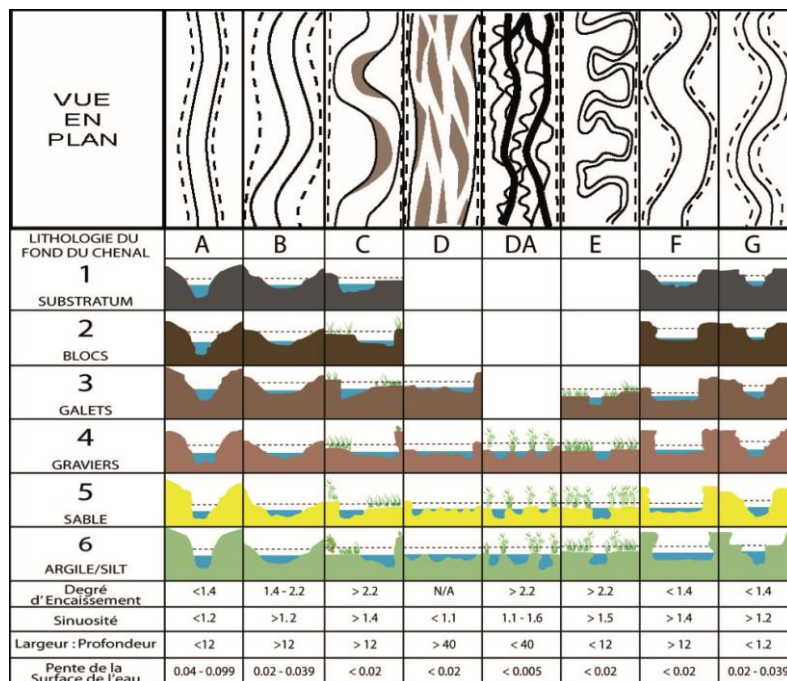 VUE
EN
PLAN
LITHOLOGIE DU
FOND DU CHENAL
A B C D DA E F G
1
SUBSTRATUM
2
BLOCS
3
GALETS
4
GRAVIERS
5
SABLE
6
ARGILE/SILT
Degré
d'Encaissement
<1.4 1.4 - 2.2 > 2.2 N/A > 2.2 > 2.2 < 1.4 < 1.4
Sinuosité <1.2 >1.2 > 1.4 < 1.1 1.1 - 1.6 > 1.5 > 1.4 > 1.2
Largeur : Profondeur <12 >12 > 12 > 40 < 40 < 12 > 12 < 1.2
Pente de la
Surface de l'eau
0.04 - 0.099 0.02 - 0.039 < 0.02 < 0.02 < 0.005 < 0.02 < 0.02 0.02 - 0.039